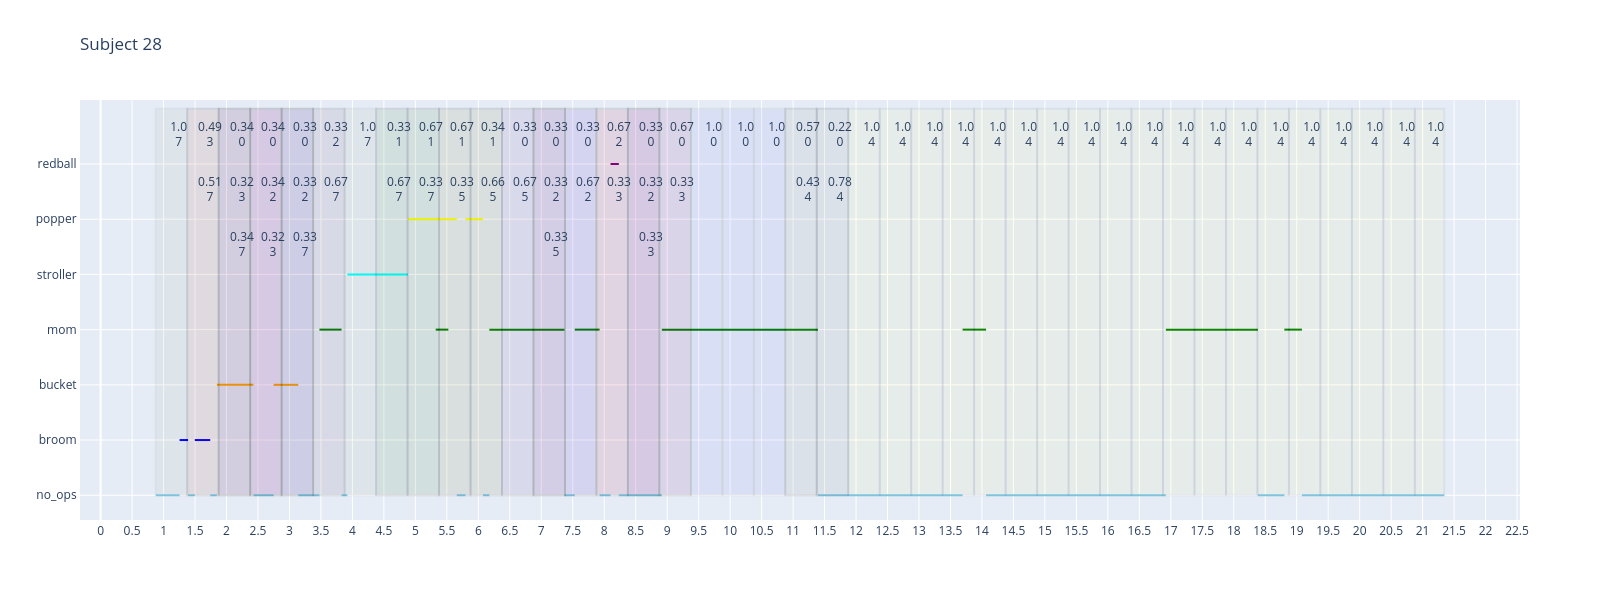 Subject 28
1.0 0.49 0.34 0.34 0.33 0.33 1.0 0.33 0.67 0.67 0.34 0.33 0.33 0.33 0.67 0.33 0.67 1.0 1.0 1.0 0.57 0.22 1.0 1.0 1.0 1.0 1.0 1.0 1.0 1.0 1.0 1.0 1.0 1.0 1.0 1.0 1.0 1.0 1.0 1.0 1.0
7 3 0 0 0 2 7 1 1 1 1 0 0 0 2 0 0 0 0 0 0 0 4 4 4 4 4 4 4 4 4 4 4 4 4 4 4 4 4 4 4
redball
0.51 0.32 0.34 0.33 0.67 0.67 0.33 0.33 0.66 0.67 0.33 0.67 0.33 0.33 0.33 0.43 0.78
7 3 2 2 7 7 7 5 5 5 2 2 3 2 3 4 4
popper
0.34 0.32 0.33 0.33 0.33
7 3 7 5 3
stroller
mom
bucket
broom
no_ops
0 0.5 1 1.5 2 2.5 3 3.5 4 4.5 5 5.5 6 6.5 7 7.5 8 8.5 9 9.5 10 10.5 11 11.5 12 12.5 13 13.5 14 14.5 15 15.5 16 16.5 17 17.5 18 18.5 19 19.5 20 20.5 21 21.5 22 22.5